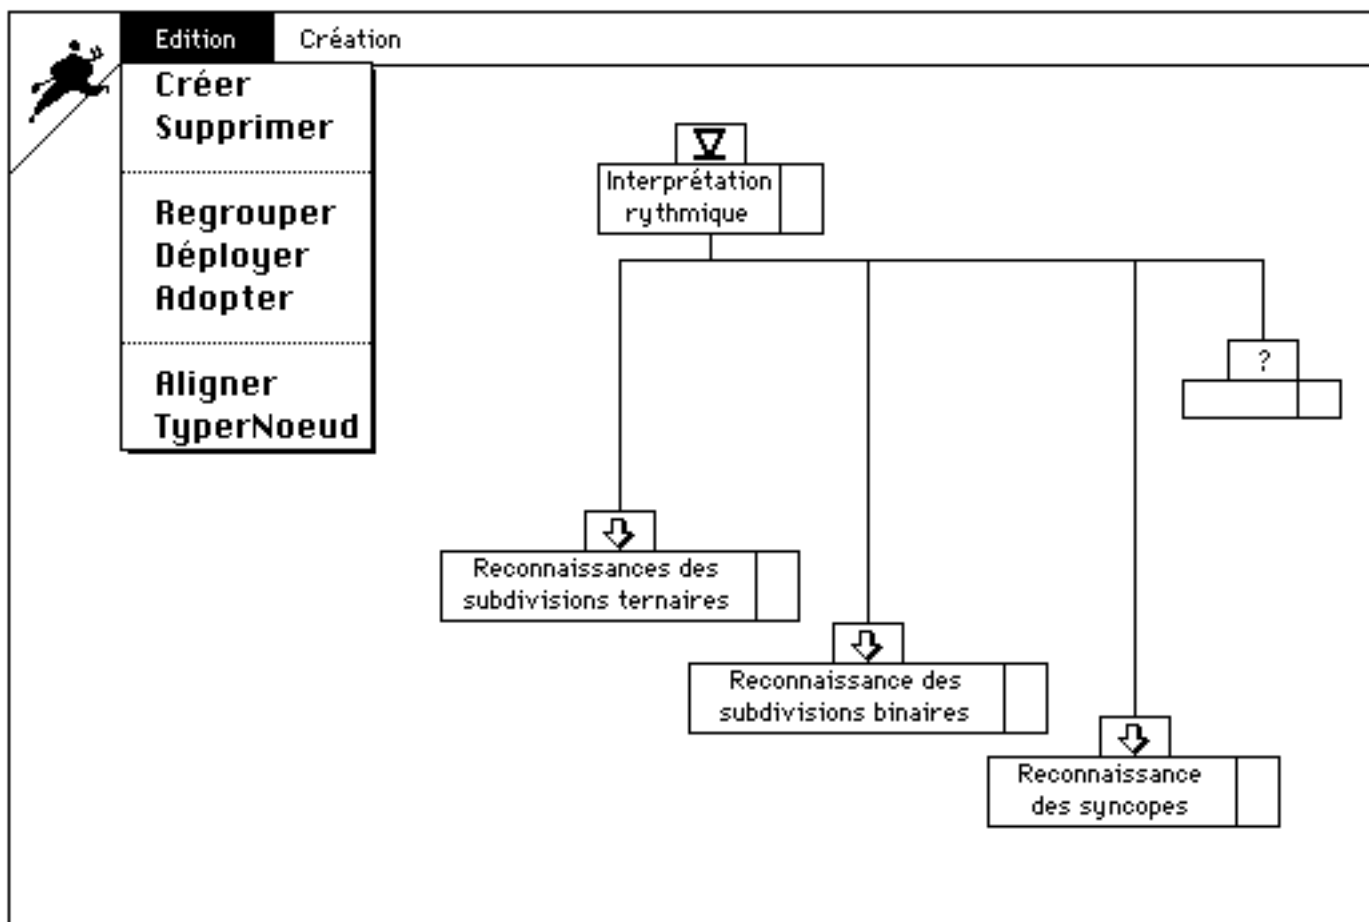 Edition
Création
Créer
Supprimer
Regrouper
Déployer
Adopter
Aligner
TyperNoeud
Interprétation
rythmique
?
Reconnaissances des
subdivisions ternaires
Reconnaissance des
subdivisions binaires
Reconnaissance
des syncopes